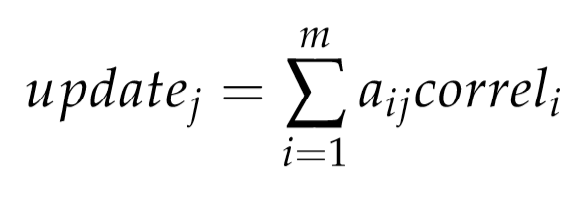 update_j = \sum_{i=1}^{m} a_{ij} correl_i